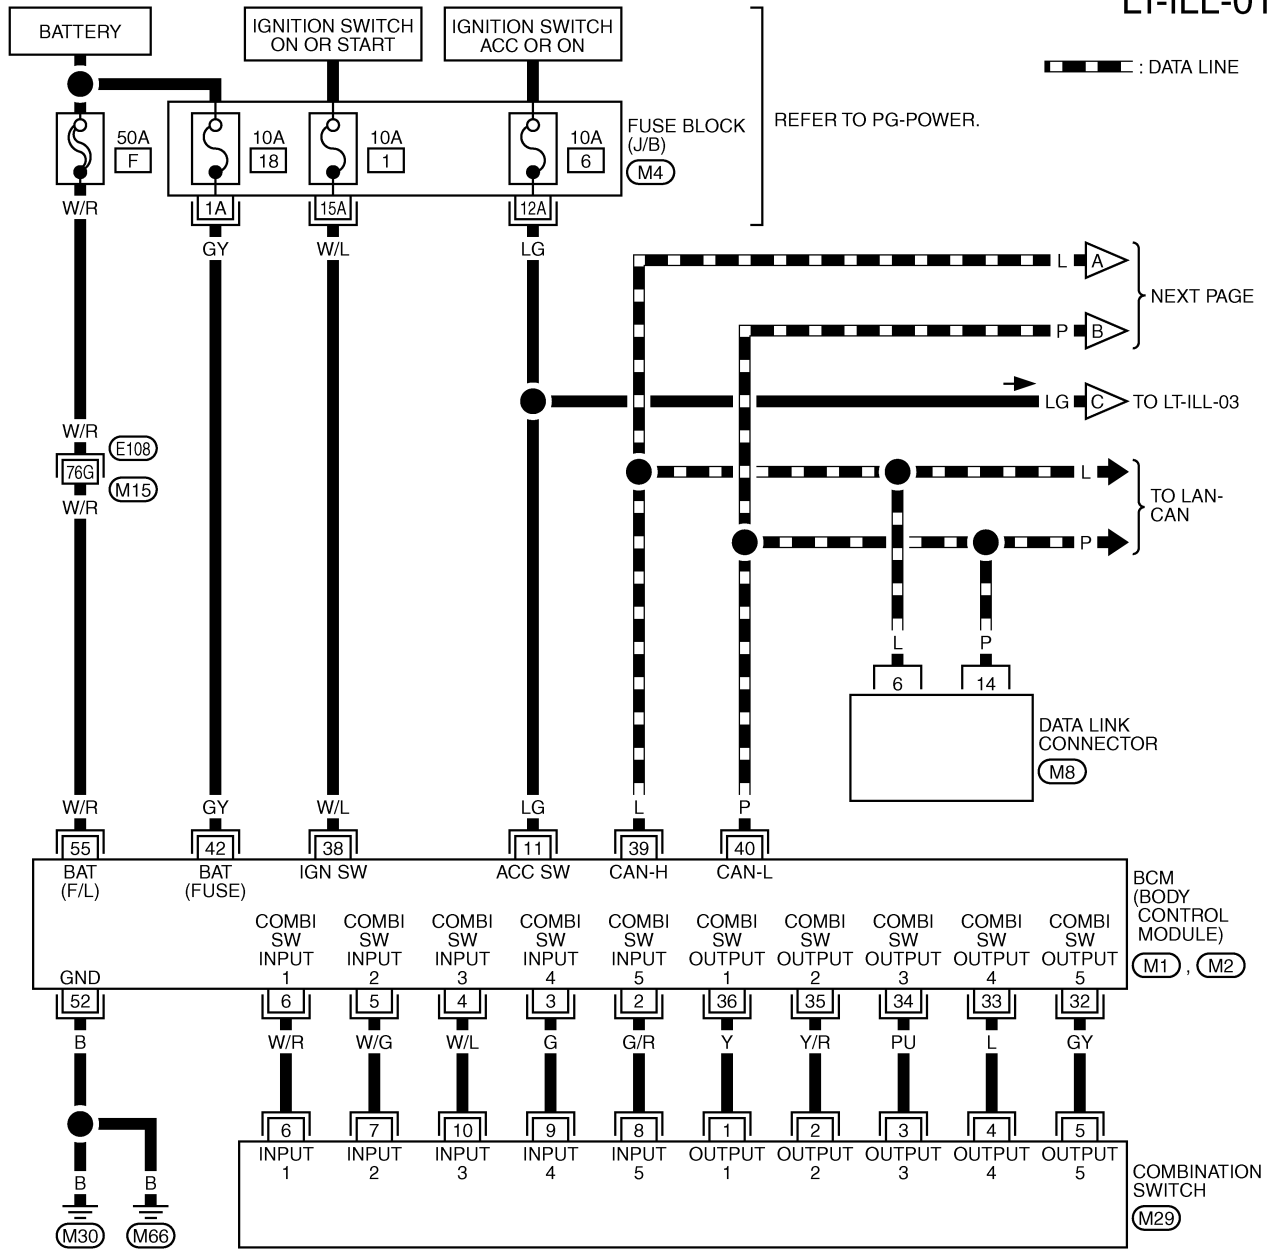 LT-ILL-01
BATTERY
IGNITION SWITCH
ON OR START
IGNITION SWITCH
ACC OR ON
: DATA LINE
50A
F
10A
18
10A
1
10A
6
FUSE BLOCK
(J/B)
M4
REFER TO PG-POWER.
W/R
1A
15A
12A
GY
W/L
LG
L
A
NEXT PAGE
P
B
LG
C
TO LT-ILL-03
W/R
E108
76G
M15
W/R
L
TO LAN-
CAN
P
L
P
6
14
DATA LINK
CONNECTOR
M8
W/R
GY
W/L
LG
L
P
55
42
38
11
39
40
BAT
(F/L)
BAT
(FUSE)
IGN SW
ACC SW
CAN-H
CAN-L
BCM
(BODY
CONTROL
MODULE)
M1 , M2
COMBI
SW
INPUT
1
COMBI
SW
INPUT
2
COMBI
SW
INPUT
3
COMBI
SW
INPUT
4
COMBI
SW
INPUT
5
COMBI
SW
OUTPUT
1
COMBI
SW
OUTPUT
2
COMBI
SW
OUTPUT
3
COMBI
SW
OUTPUT
4
COMBI
SW
OUTPUT
5
GND
52
6
5
4
3
2
36
35
34
33
32
B
W/R
W/G
W/L
G
G/R
Y
Y/R
PU
L
GY
6
7
10
9
8
1
2
3
4
5
INPUT
1
INPUT
2
INPUT
3
INPUT
4
INPUT
5
OUTPUT
1
OUTPUT
2
OUTPUT
3
OUTPUT
4
OUTPUT
5
COMBINATION
SWITCH
M29
B
B
M30
M66